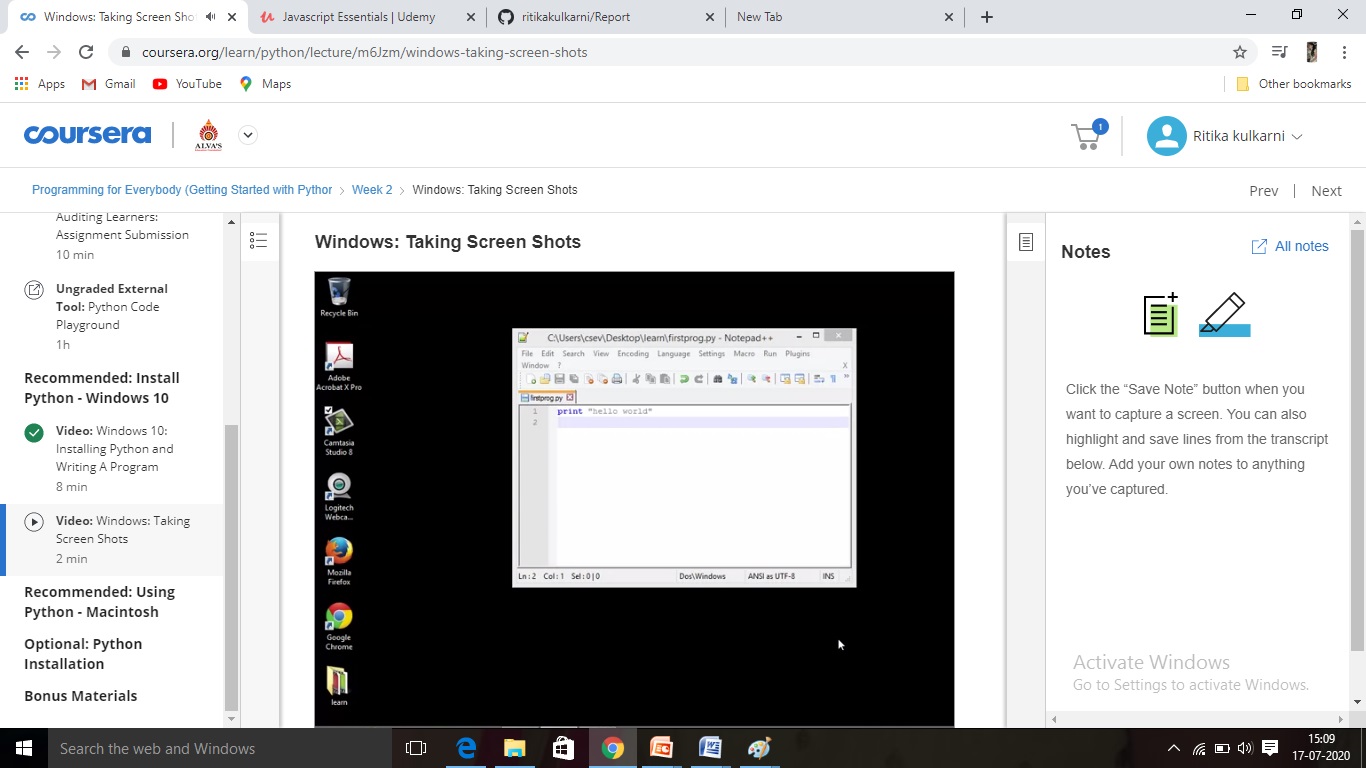 Windows: Taking Screen Sho
Javascript Essentials | Udemy
ritikakulkarni/Report
New Tab
coursera.org/learn/python/lecture/m6Jzm/windows-taking-screen-shots
Apps
Gmail
YouTube
Maps
Other bookmarks
coursera
ALVA'S
1
Ritika kulkarni
Programming for Everybody (Getting Started with Python
Week 2
Windows: Taking Screen Shots
Prev | Next
Auditing Learners:
Assignment Submission
10 min
Ungraded External
Tool: Python Code
Playground
1h
Recommended: Install
Python - Windows 10
Video: Windows 10:
Installing Python and
Writing A Program
8 min
Video: Windows: Taking
Screen Shots
2 min
Recommended: Using
Python - Macintosh
Optional: Python
Installation
Bonus Materials
Windows: Taking Screen Shots
Recycle Bin
Adobe
Acrobat X Pro
Camtasia
Studio 8
Logitech
Webca...
Mozilla
Firefox
Google
Chrome
learn
C:\Users\csev\Desktop\learn\firstprog.py - Notepad++
File Edit Search View Encoding Language Settings Macro Run Plugins
Window ? X
firstprog.py
1 print "hello world"
2
Ln:2 Col:1 Sel:0|0 Dos\Windows ANSI as UTF-8 INS
Notes
All notes
Click the “Save Note” button when you
want to capture a screen. You can also
highlight and save lines from the transcript
below. Add your own notes to anything
you’ve captured.
Activate Windows
Go to Settings to activate Windows.
Search the web and Windows
15:09
17-07-2020